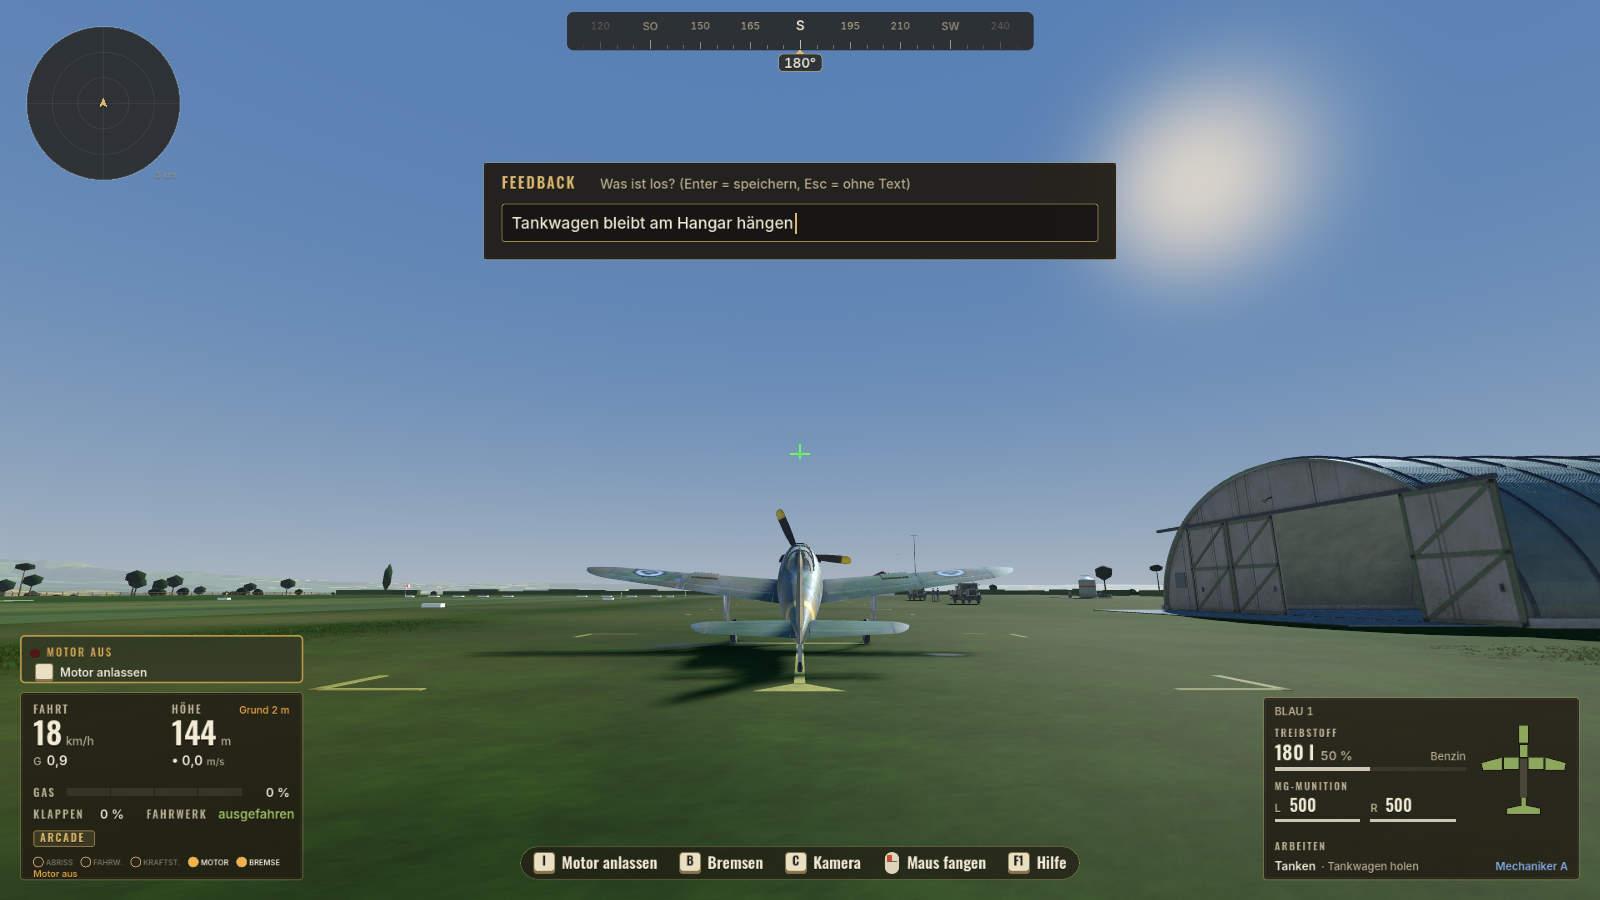 120 SO 150 165 S 195 210 SW 240
180°
FEEDBACK Was ist los? (Enter = speichern, Esc = ohne Text)
Tankwagen bleibt am Hangar hängen
MOTOR AUS
Motor anlassen
FAHRT HÖHE Grund 2 m
18 km/h 144 m
G 0,9 • 0,0 m/s
GAS 0 %
KLAPPEN 0 % FAHRWERK ausgefahren
ARCADE
ABRISS FAHRW. KRAFTST. MOTOR BREMSE
Motor aus
I Motor anlassen B Bremsen C Kamera Maus fangen F1 Hilfe
BLAU 1
TREIBSTOFF
180 l 50 % Benzin
MG-MUNITION
L 500 R 500
ARBEITEN
Tanken · Tankwagen holen Mechaniker A